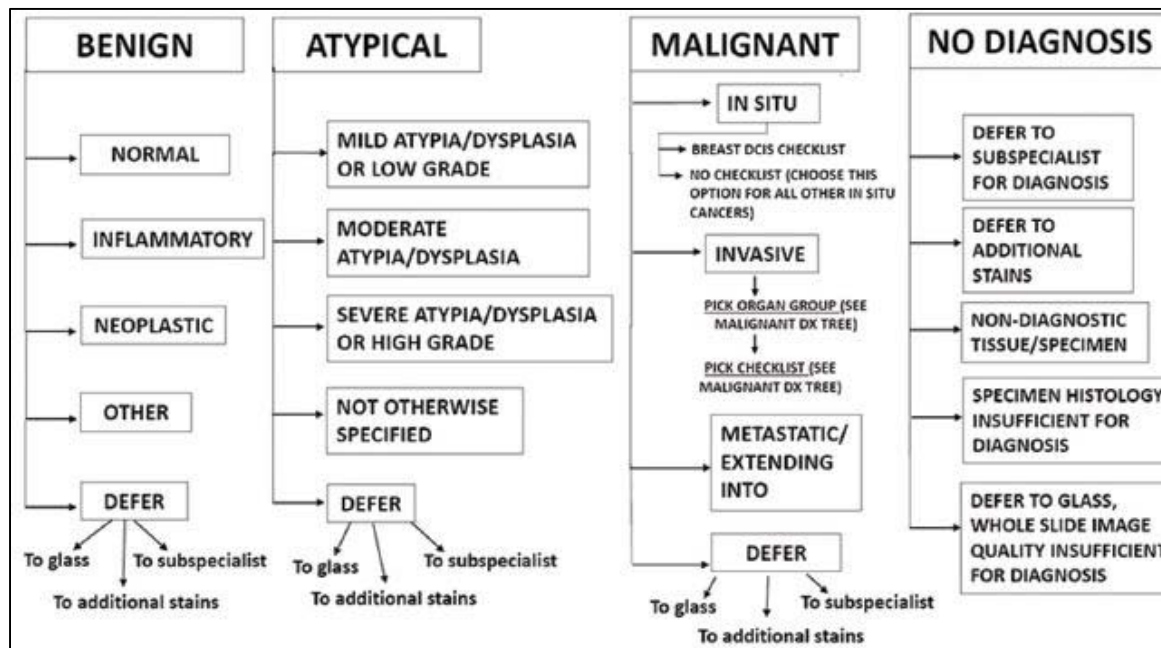 BENIGN
NORMAL
INFLAMMATORY
NEOPLASTIC
OTHER
DEFER
To glass
To subspecialist
To additional stains
ATYPICAL
MILD ATYPIA/DYSPLASIA
OR LOW GRADE
MODERATE
ATYPIA/DYSPLASIA
SEVERE ATYPIA/DYSPLASIA
OR HIGH GRADE
NOT OTHERWISE
SPECIFIED
DEFER
To glass
To subspecialist
To additional stains
MALIGNANT
IN SITU
BREAST DCIS CHECKLIST
NO CHECKLIST (CHOOSE THIS
OPTION FOR ALL OTHER IN SITU
CANCERS)
INVASIVE
PICK ORGAN GROUP (SEE
MALIGNANT DX TREE)
PICK CHECKLIST (SEE
MALIGNANT DX TREE)
METASTATIC/
EXTENDING
INTO
DEFER
To glass
To subspecialist
To additional stains
NO DIAGNOSIS
DEFER TO
SUBSPECIALIST
FOR DIAGNOSIS
DEFER TO
ADDITIONAL
STAINS
NON-DIAGNOSTIC
TISSUE/SPECIMEN
SPECIMEN HISTOLOGY
INSUFFICIENT FOR
DIAGNOSIS
DEFER TO GLASS,
WHOLE SLIDE IMAGE
QUALITY INSUFFICIENT
FOR DIAGNOSIS